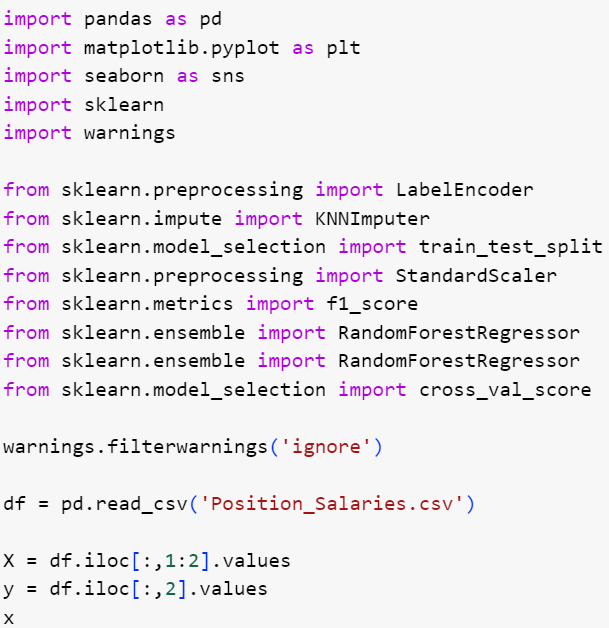 import pandas as pd
import matplotlib.pyplot as plt
import seaborn as sns
import sklearn
import warnings
from sklearn.preprocessing import LabelEncoder
from sklearn.impute import KNNImputer
from sklearn.model_selection import train_test_split
from sklearn.preprocessing import StandardScaler
from sklearn.metrics import f1_score
from sklearn.ensemble import RandomForestRegressor
from sklearn.ensemble import RandomForestRegressor
from sklearn.model_selection import cross_val_score
warnings.filterwarnings('ignore')
df = pd.read_csv('Position_Salaries.csv')
X = df.iloc[:,1:2].values
y = df.iloc[:,2].values
x